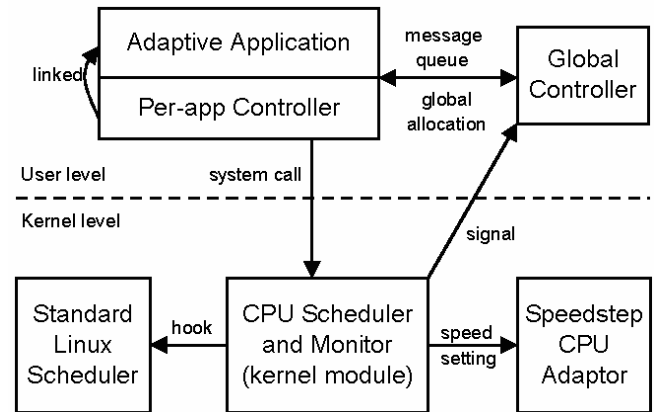 Adaptive Application
linked
Per-app Controller
message
queue
global
allocation
Global
Controller
User level
system call
Kernel level
signal
Standard
Linux
Scheduler
hook
CPU Scheduler
and Monitor
(kernel module)
speed
setting
Speedstep
CPU
Adaptor